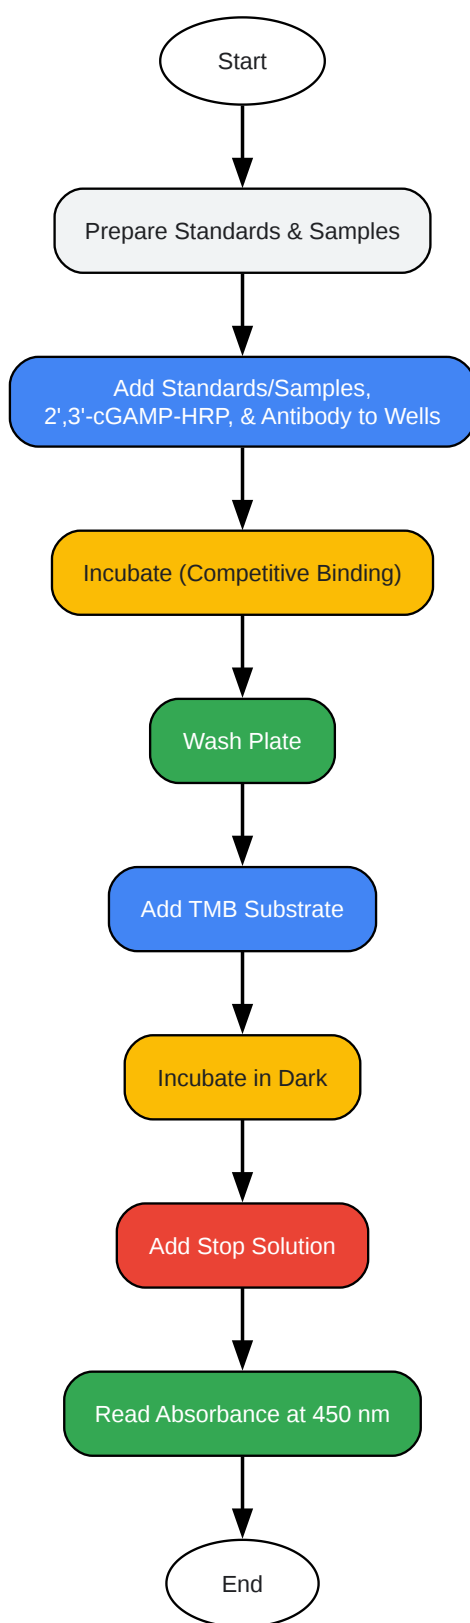 Start
Prepare Standards & Samples
Add Standards/Samples,
2',3'-cGAMP-HRP, & Antibody to Wells
Incubate (Competitive Binding)
Wash Plate
Add TMB Substrate
Incubate in Dark
Add Stop Solution
Read Absorbance at 450 nm
End